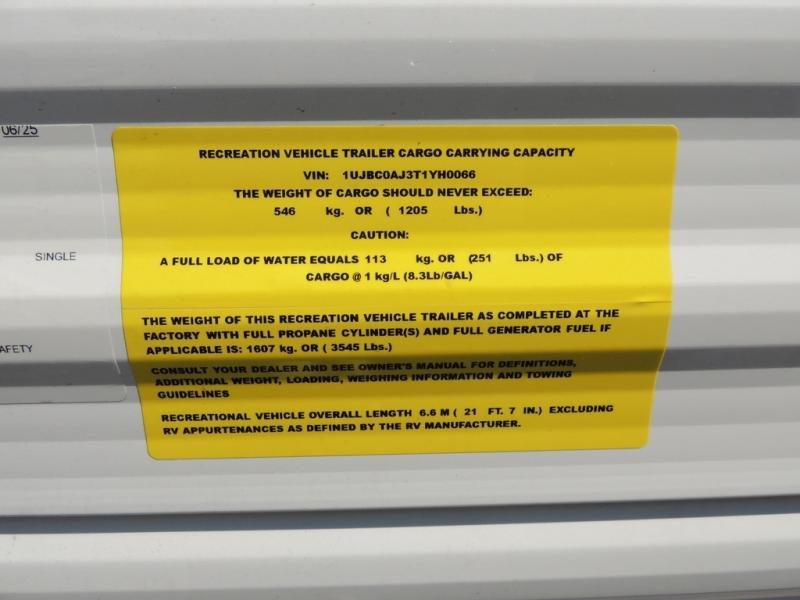 06/25
SINGLE
AFETY
RECREATION VEHICLE TRAILER CARGO CARRYING CAPACITY
VIN: 1UJBC0AJ3T1YH0066
THE WEIGHT OF CARGO SHOULD NEVER EXCEED:
546 kg. OR ( 1205 Lbs.)
CAUTION:
A FULL LOAD OF WATER EQUALS 113 kg. OR (251 Lbs.) OF
CARGO @ 1 kg/L (8.3Lb/GAL)
THE WEIGHT OF THIS RECREATION VEHICLE TRAILER AS COMPLETED AT THE
FACTORY WITH FULL PROPANE CYLINDER(S) AND FULL GENERATOR FUEL IF
APPLICABLE IS: 1607 kg. OR ( 3545 Lbs.)
CONSULT YOUR DEALER AND SEE OWNER'S MANUAL FOR DEFINITIONS,
ADDITIONAL WEIGHT, LOADING, WEIGHING INFORMATION AND TOWING
GUIDELINES
RECREATIONAL VEHICLE OVERALL LENGTH 6.6 M ( 21 FT. 7 IN.) EXCLUDING
RV APPURTENANCES AS DEFINED BY THE RV MANUFACTURER.